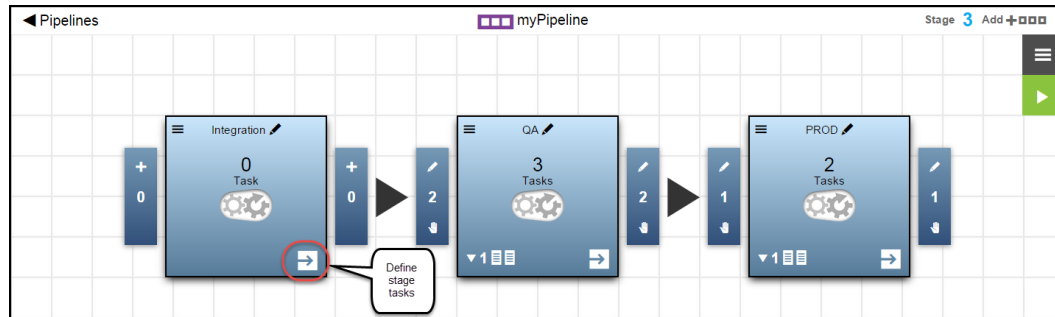 Pipelines
myPipeline
Stage 3 Add
Integration
0
Task
0
0
QA
3
Tasks
2
2
1
PROD
2
Tasks
1
1
1
Define
stage
tasks